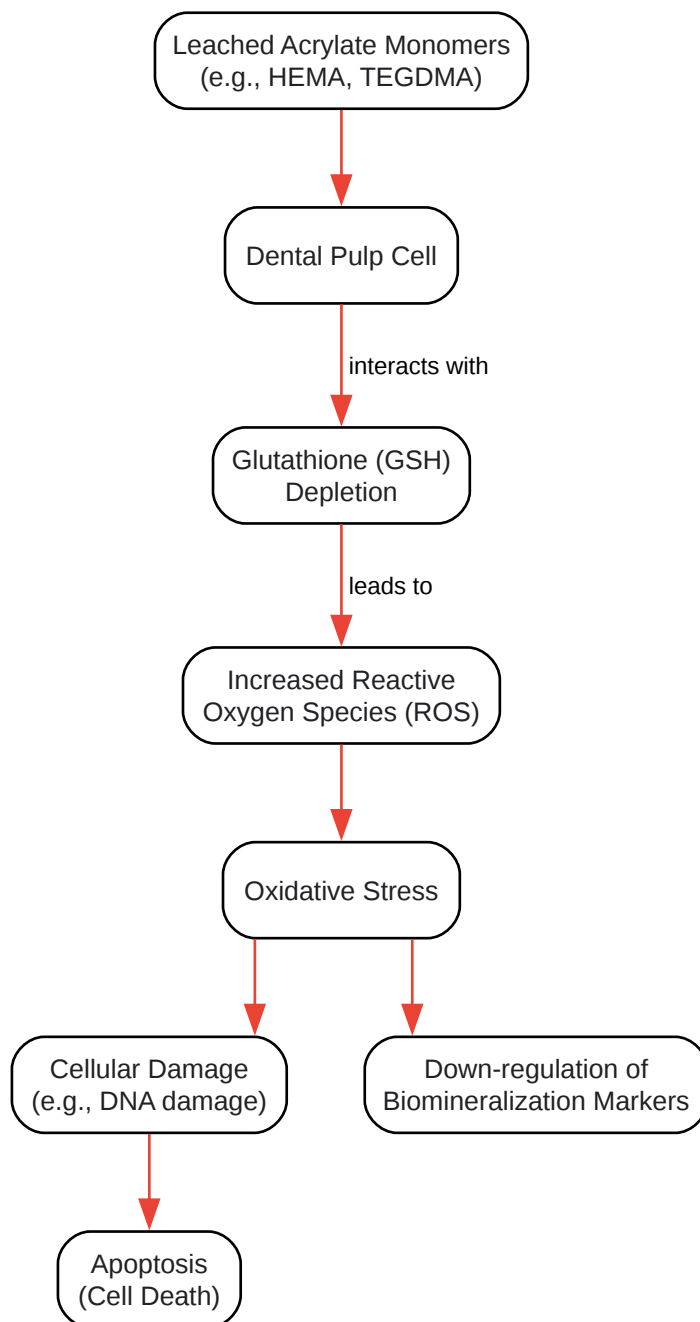 Leached Acrylate Monomers
(e.g., HEMA, TEGDMA)
Dental Pulp Cell
interacts with
Glutathione (GSH)
Depletion
leads to
Increased Reactive
Oxygen Species (ROS)
Oxidative Stress
Cellular Damage
(e.g., DNA damage)
Down-regulation of
Biomineralization Markers
Apoptosis
(Cell Death)